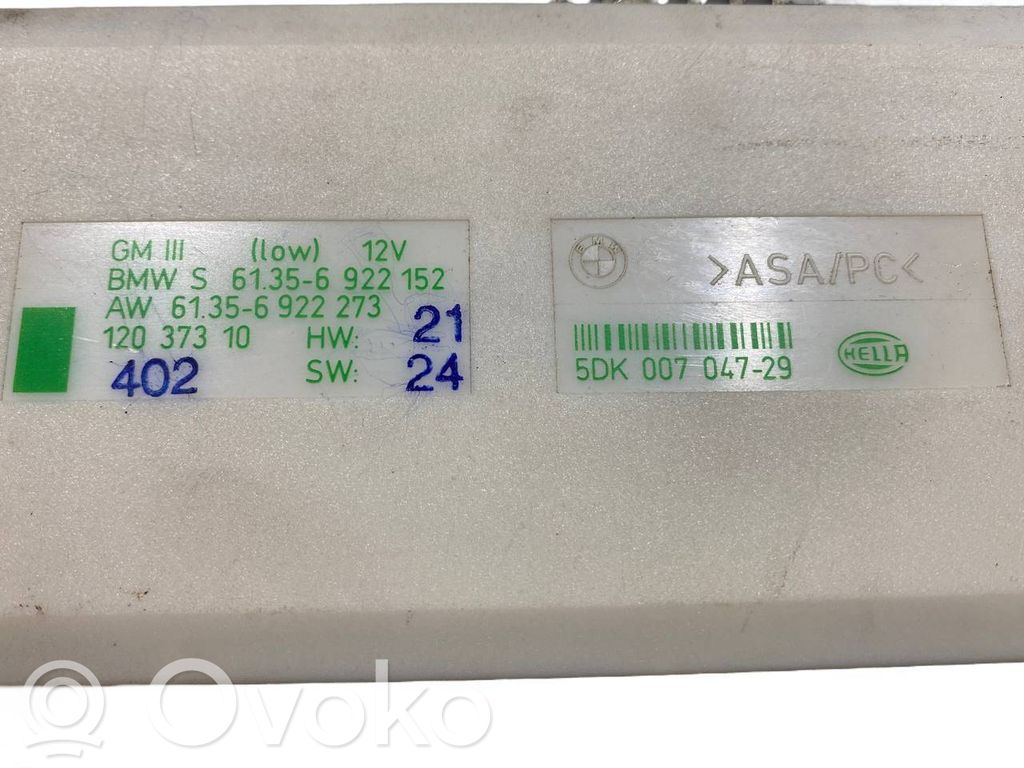 GM III (low) 12V
BMW S 61.35-6 922 152
AW 61.35-6 922 273
120 373 10 HW: 21
402 SW: 24
BMW
>ASA/PC<
5DK 007 047-29
HELLA
Ovoko